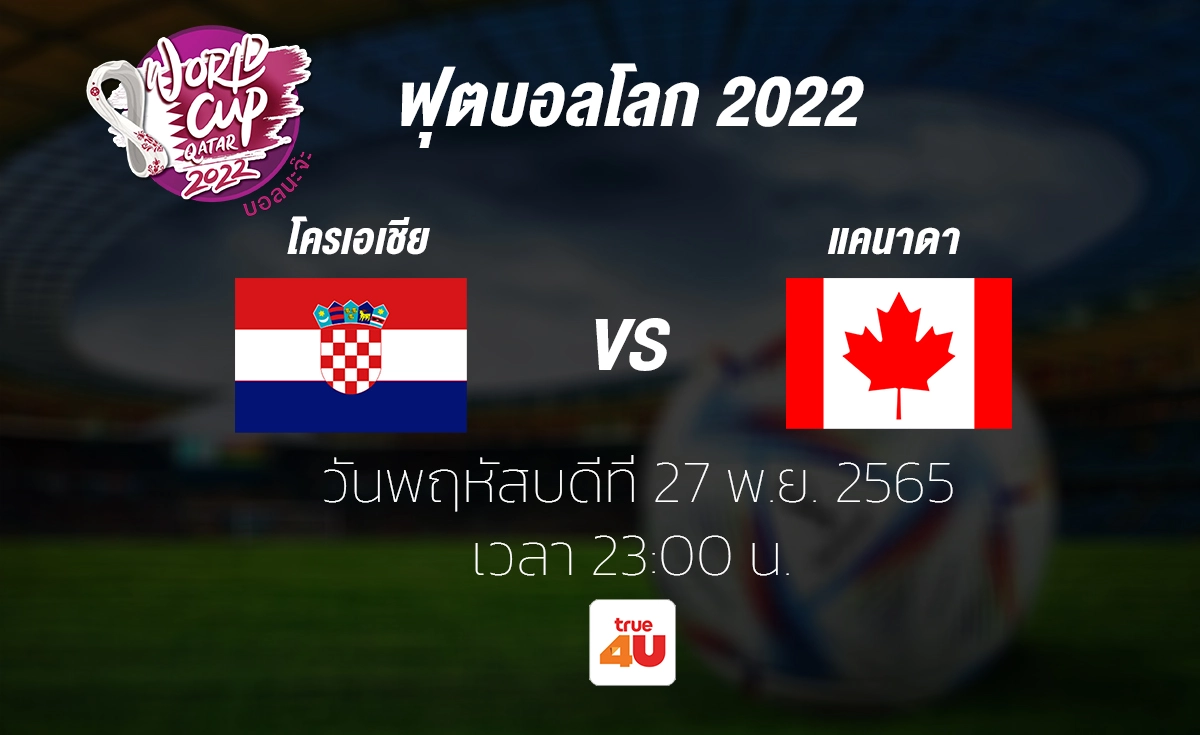 WORLD
CUP
QATAR
2022
บอลนะจ๊ะ
ฟุตบอลโลก 2022
โครเอเชีย
แคนาดา
VS
วันพฤหัสบดีที่ 27 พ.ย. 2565
เวลา 23:00 น.
true
4U